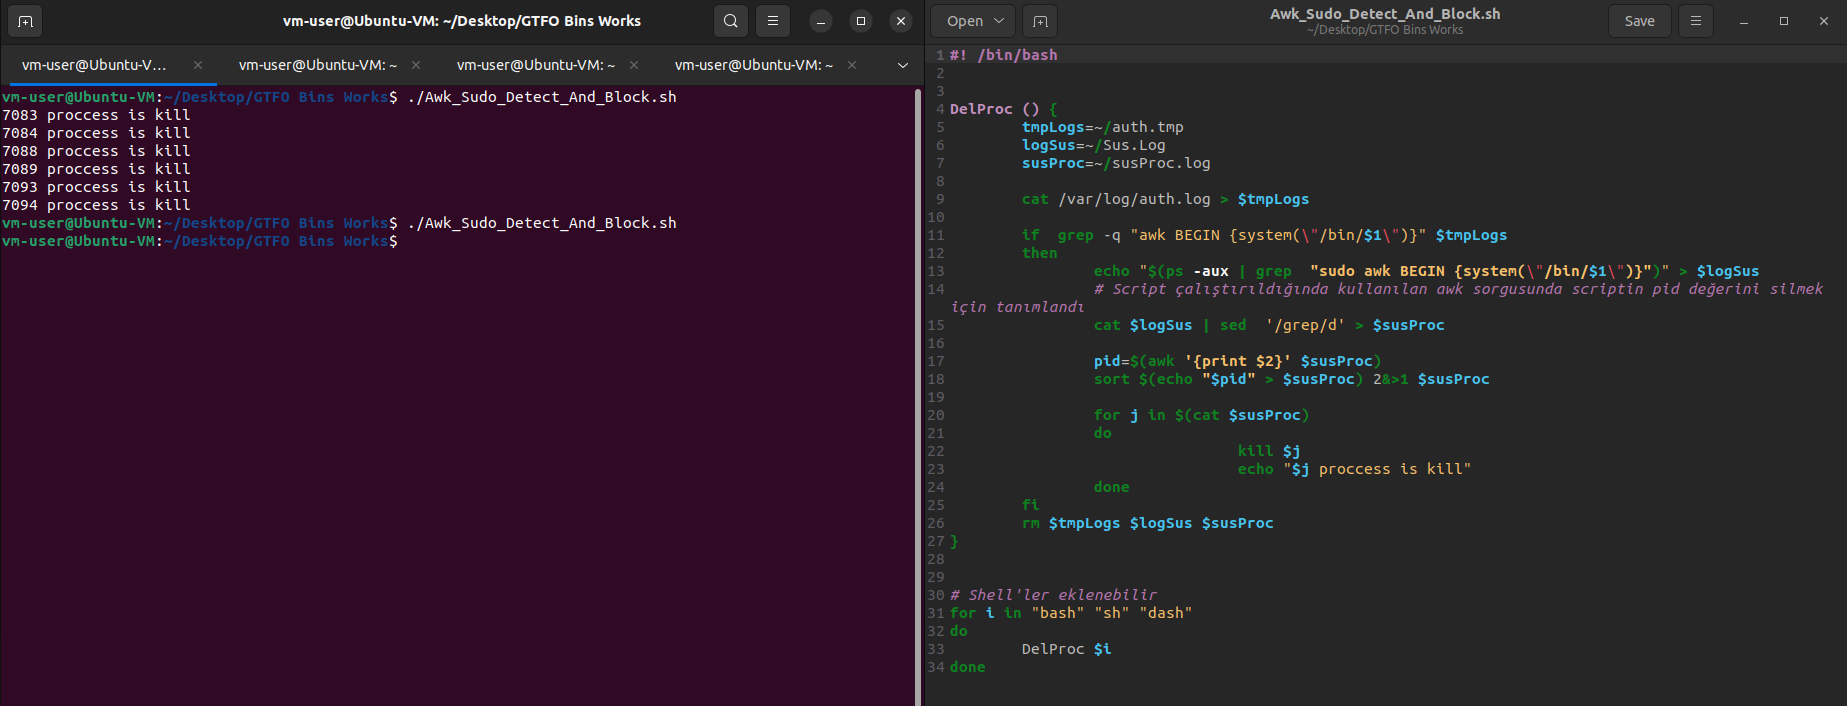 vm-user@Ubuntu-VM: ~/Desktop/GTFO Bins Works
vm-user@Ubuntu-V...
vm-user@Ubuntu-VM: ~
vm-user@Ubuntu-VM: ~
vm-user@Ubuntu-VM: ~
vm-user@Ubuntu-VM:~/Desktop/GTFO Bins Works$ ./Awk_Sudo_Detect_And_Block.sh
7083 proccess is kill
7084 proccess is kill
7088 proccess is kill
7089 proccess is kill
7093 proccess is kill
7094 proccess is kill
vm-user@Ubuntu-VM:~/Desktop/GTFO Bins Works$ ./Awk_Sudo_Detect_And_Block.sh
vm-user@Ubuntu-VM:~/Desktop/GTFO Bins Works$
Open
Awk_Sudo_Detect_And_Block.sh
~/Desktop/GTFO Bins Works
Save
1 #! /bin/bash
2
3
4 DelProc () {
5 tmpLogs=~/auth.tmp
6 logSus=~/Sus.Log
7 susProc=~/susProc.log
8
9 cat /var/log/auth.log > $tmpLogs
10
11 if  grep -q "awk BEGIN {system(\"/bin/$1\")}" $tmpLogs
12 then
13 echo "$(ps -aux | grep  "sudo awk BEGIN {system(\"/bin/$1\")}")" > $logSus
14 # Script çalıştırıldığında kullanılan awk sorgusunda scriptin pid değerini silmek
için tanımlandı
15 cat $logSus | sed  '/grep/d' > $susProc
16
17 pid=$(awk '{print $2}' $susProc)
18 sort $(echo "$pid" > $susProc) 2&>1 $susProc
19
20 for j in $(cat $susProc)
21 do
22 kill $j
23 echo "$j proccess is kill"
24 done
25 fi
26 rm $tmpLogs $logSus $susProc
27 }
28
29
30 # Shell'ler eklenebilir
31 for i in "bash" "sh" "dash"
32 do
33 DelProc $i
34 done